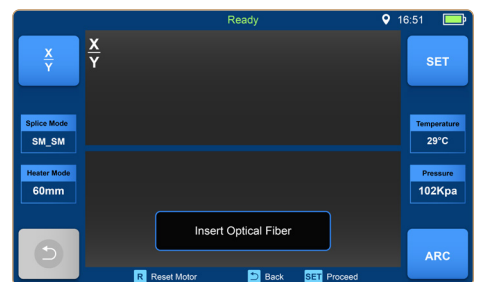 Ready
16:51
X
Y
X
Y
SET
Splice Mode
SM_SM
Temperature
29°C
Heater Mode
60mm
Pressure
102Kpa
Insert Optical Fiber
ARC
R Reset Motor
Back
SET Proceed